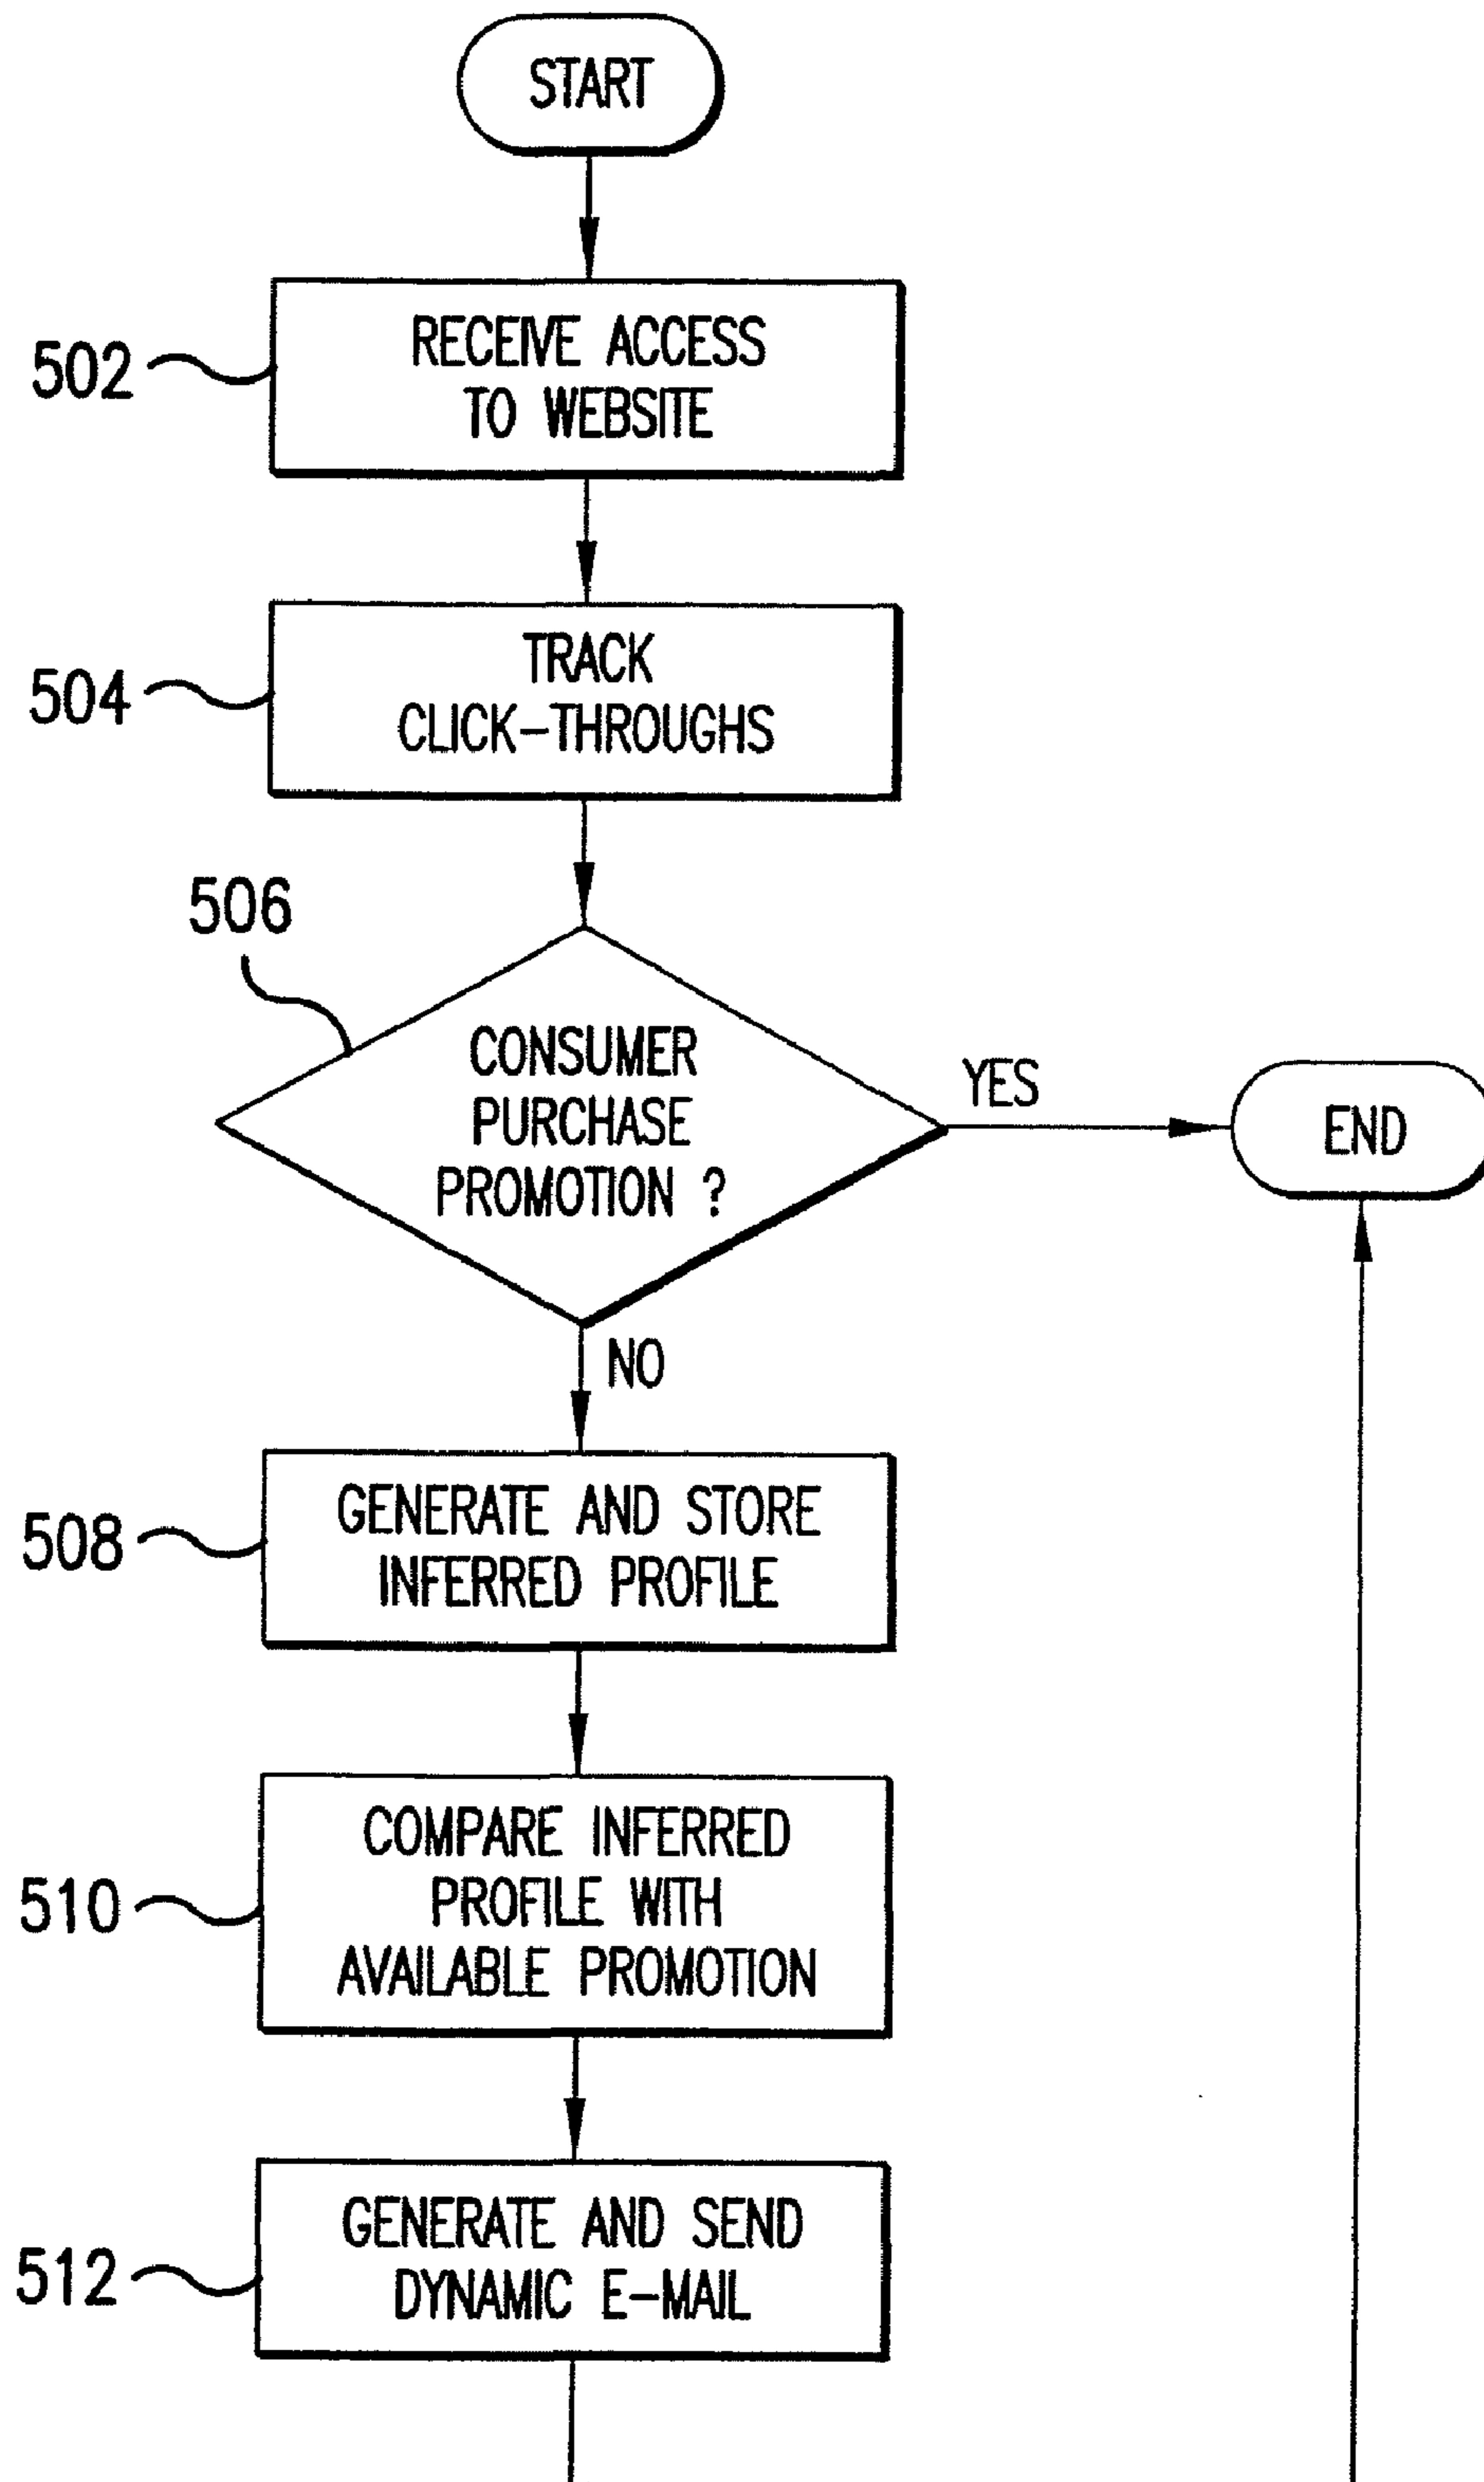 START
502
RECEIVE ACCESS
TO WEBSITE
504
TRACK
CLICK-THROUGHS
506
CONSUMER
PURCHASE
PROMOTION ?
YES
END
NO
508
GENERATE AND STORE
INFERRED PROFILE
510
COMPARE INFERRED
PROFILE WITH
AVAILABLE PROMOTION
512
GENERATE AND SEND
DYNAMIC E-MAIL